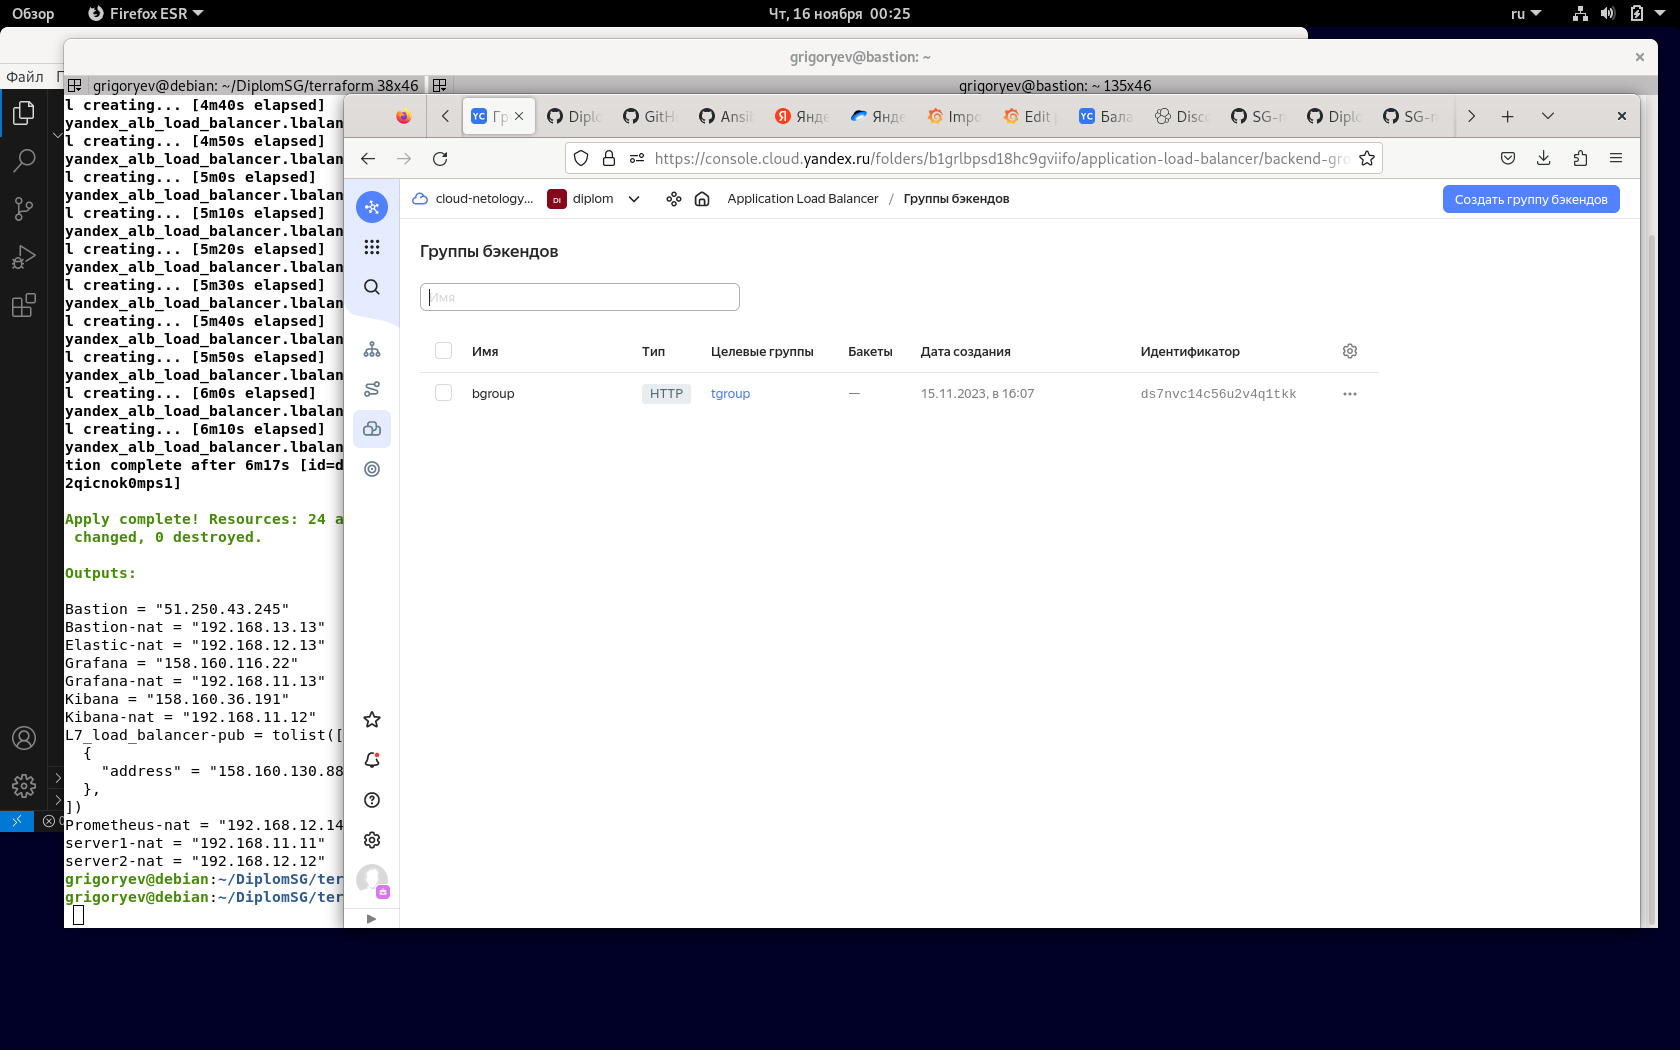 Обзор
Firefox ESR
Чт, 16 ноября 00:25
ru
Файл
grigoryev@bastion: ~
grigoryev@debian: ~/DiplomSG/terraform 38x46
grigoryev@bastion: ~ 135x46
l creating... [4m40s elapsed]
yandex_alb_load_balancer.lbalan
l creating... [4m50s elapsed]
yandex_alb_load_balancer.lbalan
l creating... [5m0s elapsed]
yandex_alb_load_balancer.lbalan
l creating... [5m10s elapsed]
yandex_alb_load_balancer.lbalan
l creating... [5m20s elapsed]
yandex_alb_load_balancer.lbalan
l creating... [5m30s elapsed]
yandex_alb_load_balancer.lbalan
l creating... [5m40s elapsed]
yandex_alb_load_balancer.lbalan
l creating... [5m50s elapsed]
yandex_alb_load_balancer.lbalan
l creating... [6m0s elapsed]
yandex_alb_load_balancer.lbalan
l creating... [6m10s elapsed]
yandex_alb_load_balancer.lbalan
tion complete after 6m17s [id=d
2qicnok0mps1]
Apply complete! Resources: 24 a
changed, 0 destroyed.
Outputs:
Bastion = "51.250.43.245"
Bastion-nat = "192.168.13.13"
Elastic-nat = "192.168.12.13"
Grafana = "158.160.116.22"
Grafana-nat = "192.168.11.13"
Kibana = "158.160.36.191"
Kibana-nat = "192.168.11.12"
L7_load_balancer-pub = tolist([
{
"address" = "158.160.130.88
},
])
Prometheus-nat = "192.168.12.14
server1-nat = "192.168.11.11"
server2-nat = "192.168.12.12"
grigoryev@debian:~/DiplomSG/ter
grigoryev@debian:~/DiplomSG/ter
YC Гр
Diplo
GitH
Ansi
Янде
Янде
Impo
Edit
YC Бала
Disc
SG-
Diplo
SG-
https://console.cloud.yandex.ru/folders/b1grlbpsd18hc9gviifo/application-load-balancer/backend-gro
cloud-netology...
DI diplom
Application Load Balancer / Группы бэкендов
Создать группу бэкендов
Группы бэкендов
Имя
Имя Тип Целевые группы Бакеты Дата создания Идентификатор
bgroup HTTP tgroup — 15.11.2023, в 16:07 ds7nvc14c56u2v4q1tkk